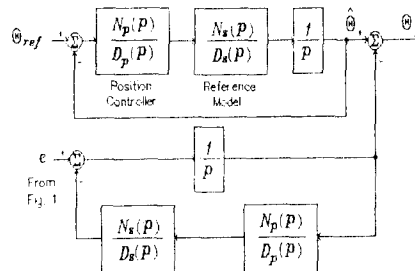 Θref
+
Σ
-
Np(p)
Dp(p)
Position
Controller
Ns(p)
Ds(p)
Reference
Model
1
p
Θ̂
+
Σ
-
Θ
e
+
Σ
-
From
Fig. 1
1
p
Ns(p)
Ds(p)
Np(p)
Dp(p)